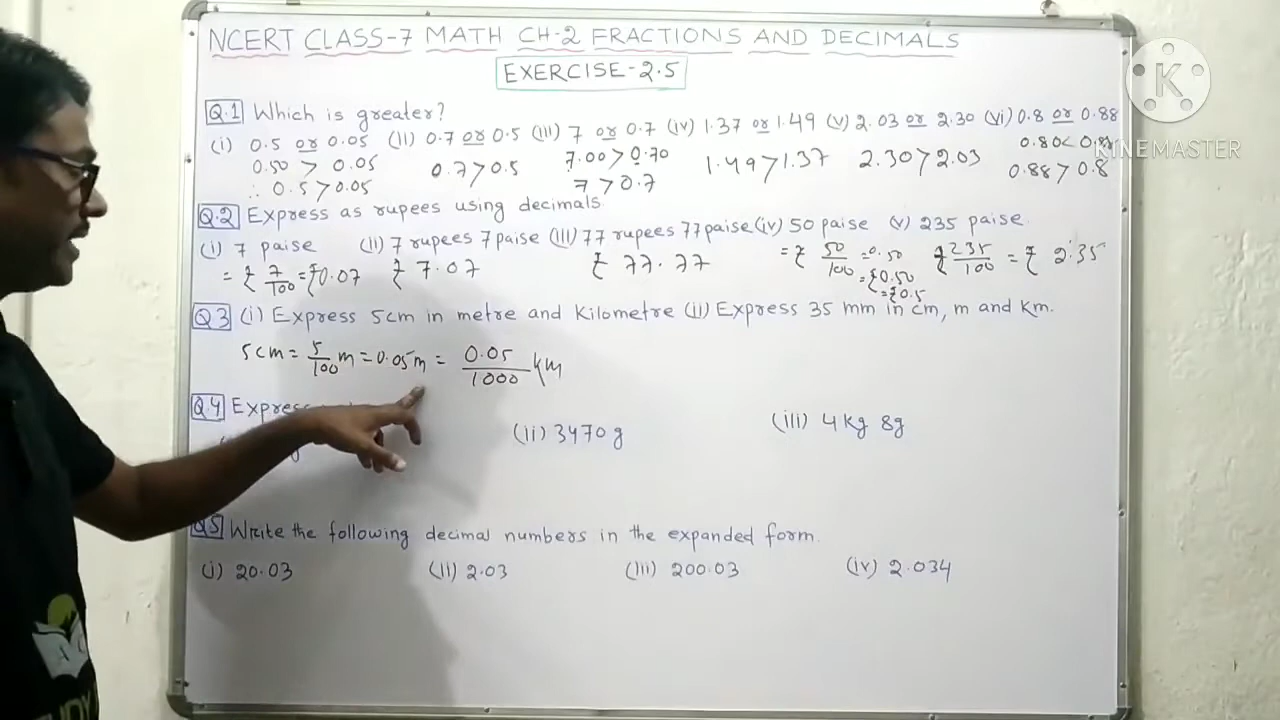 NCERT CLASS-7 MATH CH-2 FRACTIONS AND DECIMALS
EXERCISE-2.5
Q.1 Which is greater?
(i) 0.5 or 0.05 (II) 0.7 or 0.5 (III) 7 or 0.7 (iv) 1.37 or 1.49 (v) 2.03 or 2.30 (vi) 0.8 or 0.88
0.50 > 0.05 0.7>0.5 7.00>0.70 1.49>1.37 2.30>2.03 0.80<0.8
∴ 0.5>0.05 7>0.7 0.88>0.8
KINEMASTER
Q.2 Express as rupees using decimals.
(i) 7 paise (II) 7 rupees 7 paise (III) 77 rupees 77 paise (iv) 50 paise (v) 235 paise.
= ₹ 7/100 = ₹0.07 ₹ 7.07 ₹ 77.77 = ₹ 50/100 = 0.50 ₹ 235/100 = ₹ 2.35
= ₹0.50
= ₹0.5
Q3 (i) Express 5cm in metre and Kilometre (ii) Express 35 mm in cm, m and Km.
5cm = 5/100 m = 0.05m = 0.05/1000 km
Q.4 Express
(ii) 3470 g (iii) 4Kg 8g
Q5 Write the following decimal numbers in the expanded form.
(i) 20.03 (II) 2.03 (III) 200.03 (iv) 2.034